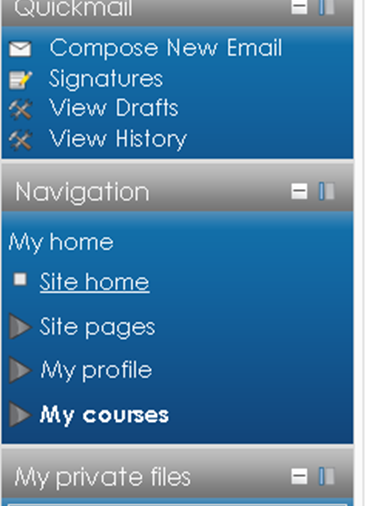 Quickmail
Compose New Email
Signatures
View Drafts
View History
Navigation
My home
Site home
Site pages
My profile
My courses
My private files